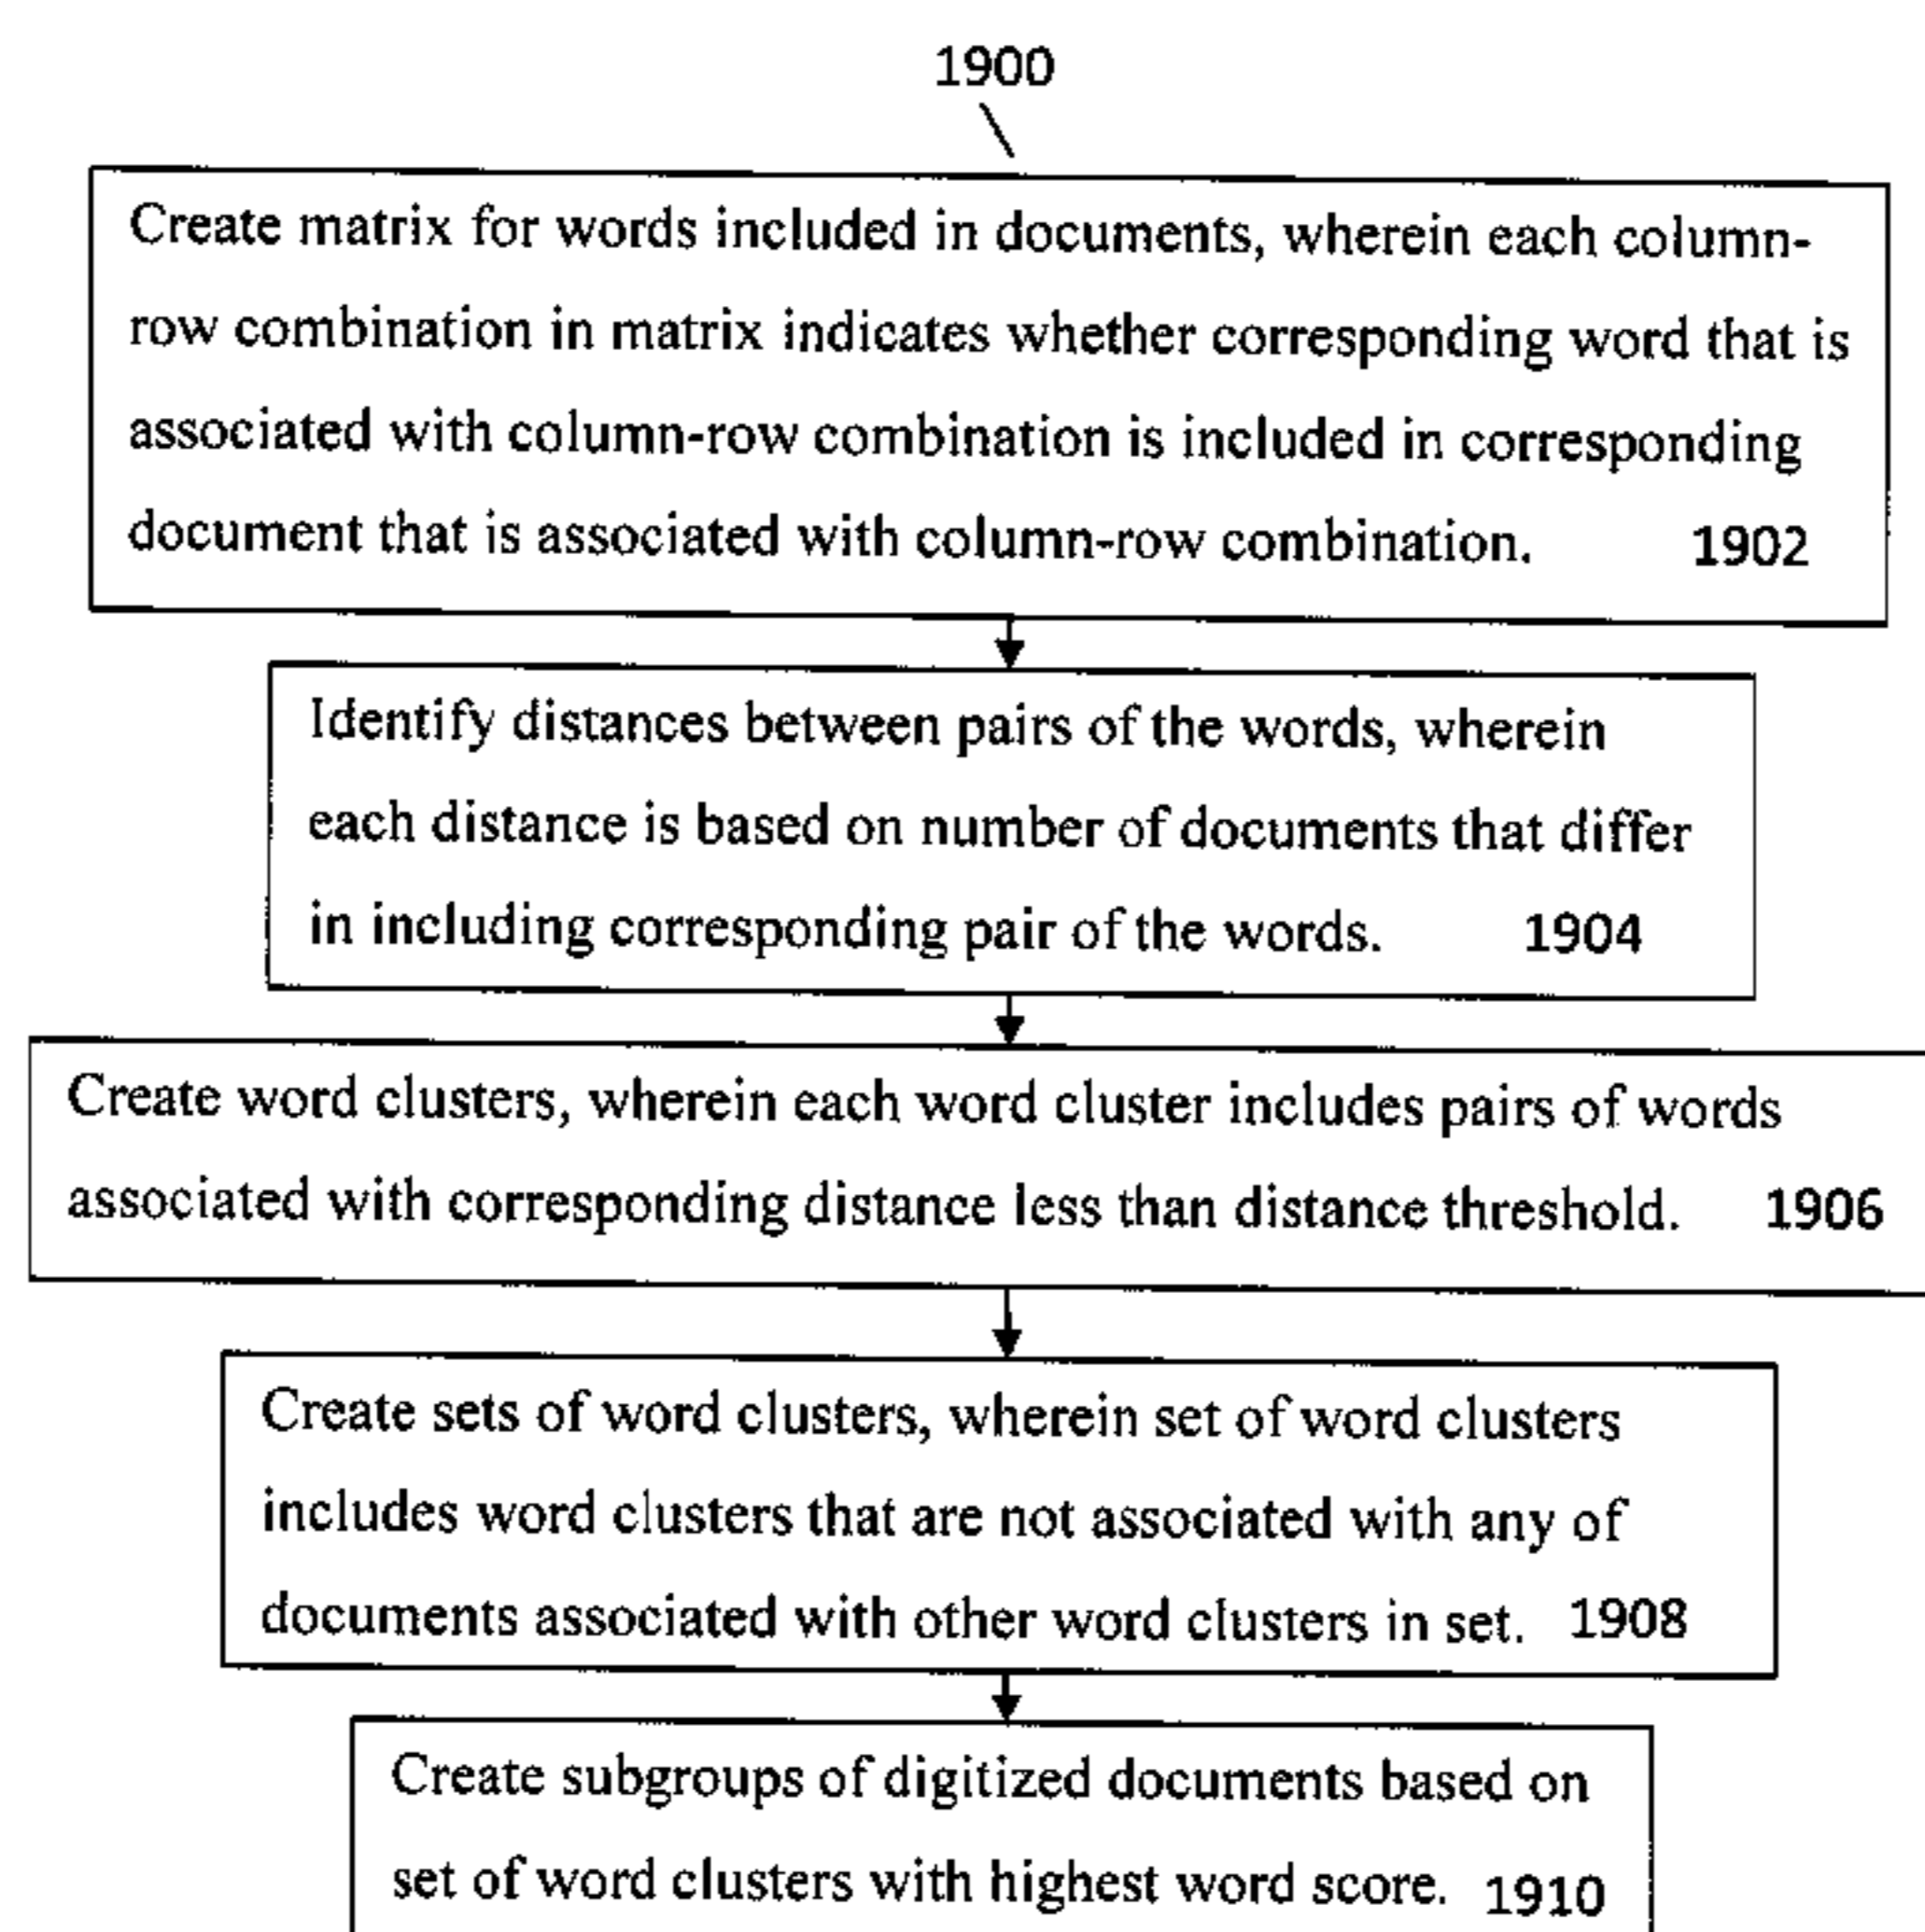 1900
Create matrix for words included in documents, wherein each column-
row combination in matrix indicates whether corresponding word that is
associated with column-row combination is included in corresponding
document that is associated with column-row combination. 1902
Identify distances between pairs of the words, wherein
each distance is based on number of documents that differ
in including corresponding pair of the words. 1904
Create word clusters, wherein each word cluster includes pairs of words
associated with corresponding distance less than distance threshold. 1906
Create sets of word clusters, wherein set of word clusters
includes word clusters that are not associated with any of
documents associated with other word clusters in set. 1908
Create subgroups of digitized documents based on
set of word clusters with highest word score. 1910